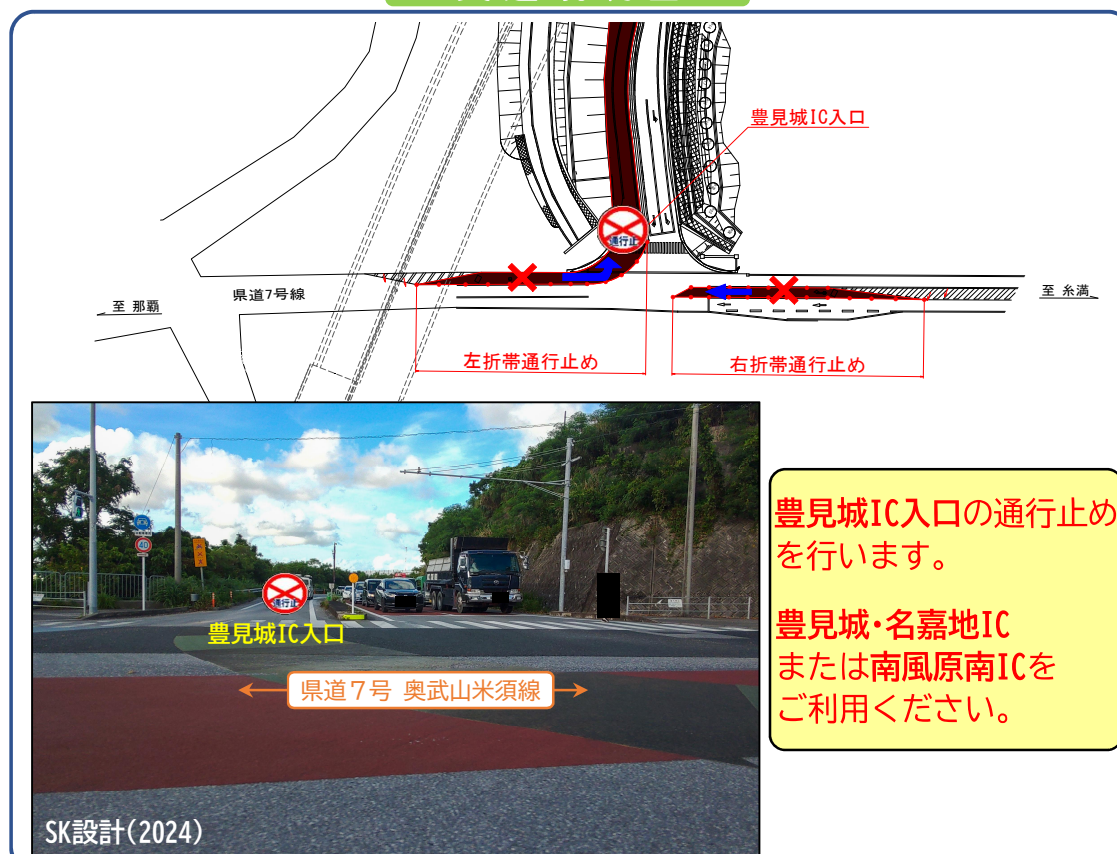 豊見城IC入口
通行止
県道7号線
至 那覇
至 糸満
左折帯通行止め
右折帯通行止め
40
通行止
豊見城IC入口
県道7号 奥武山米須線
SK設計(2024)
豊見城IC入口の通行止め
を行います。
豊見城・名嘉地IC
または南風原南ICを
ご利用ください。